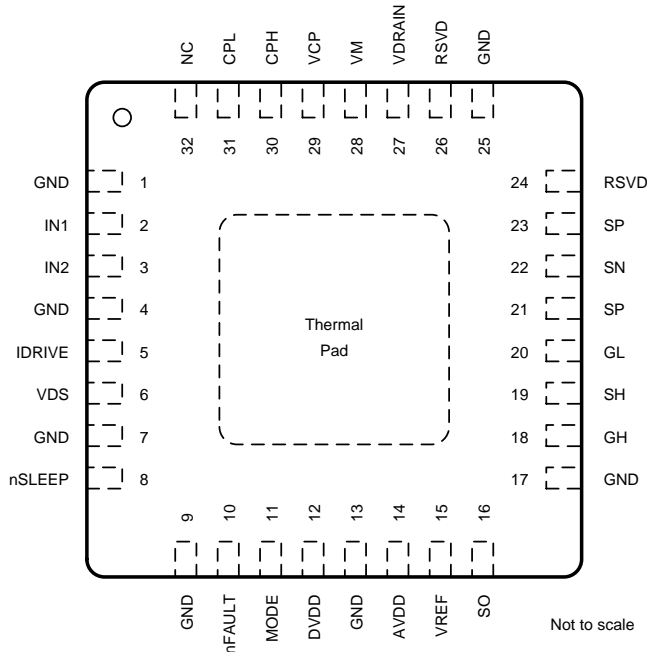 NC CPL CPH VCP VM VDRAIN RSVD GND
32 31 30 29 28 27 26 25
GND 1
IN1 2
IN2 3
GND 4
IDRIVE 5
VDS 6
GND 7
nSLEEP 8
Thermal
Pad
24 RSVD
23 SP
22 SN
21 SP
20 GL
19 SH
18 GH
17 GND
9 10 11 12 13 14 15 16
GND nFAULT MODE DVDD GND AVDD VREF SO
Not to scale